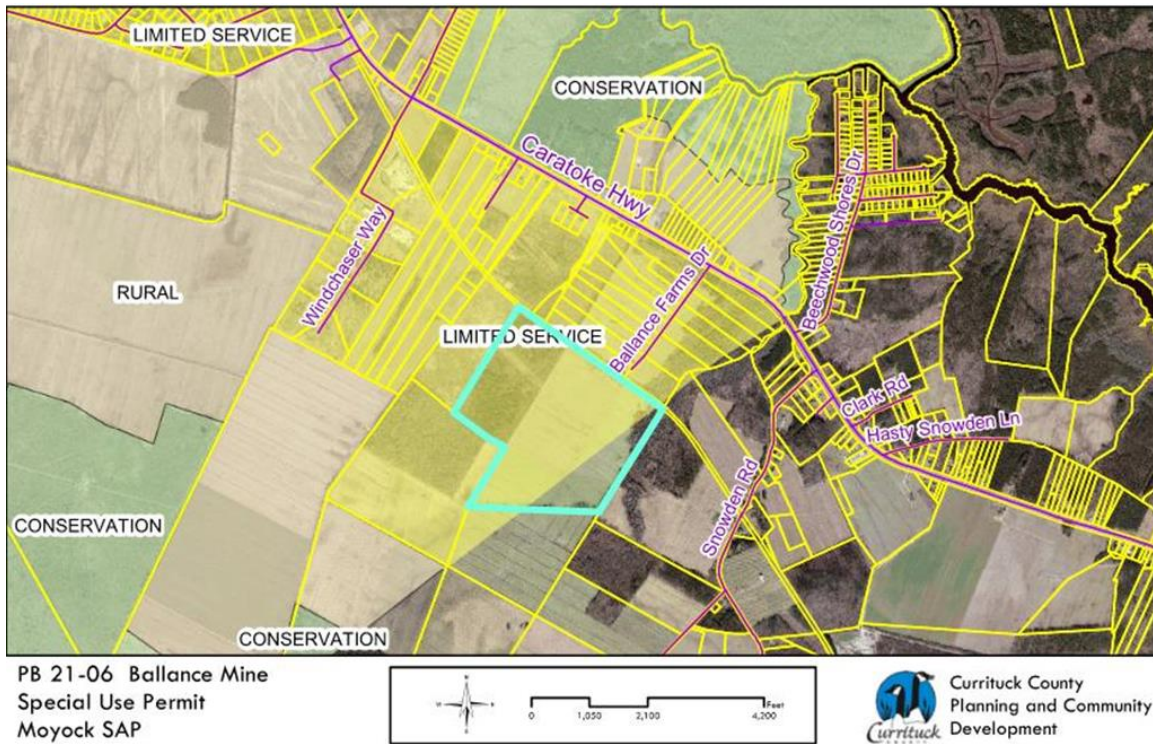 LIMITED SERVICE
CONSERVATION
Caratoke Hwy
Beechwood Shores Dr
Windchaser Way
RURAL
Ballance Farms Dr
LIMITED SERVICE
Clark Rd
Hasty Snowden Ln
Snowden Rd
CONSERVATION
CONSERVATION
PB 21-06 Ballance Mine
Special Use Permit
Moyock SAP
N
W
E
S
0 1,050 2,100 4,200
Feet
Currituck
COUNTY
Currituck County
Planning and Community
Development